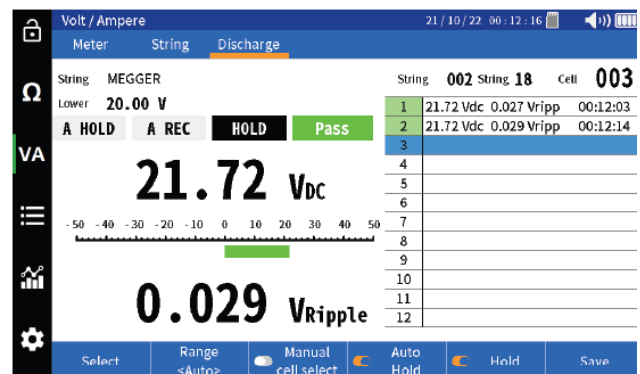 Volt / Ampere 21/10/22 00:12:16
Meter String Discharge
String MEGGER
Lower 20.00 V
A HOLD A REC HOLD Pass
21.72 VDC
-50 -40 -30 -20 -10 0 10 20 30 40 50
0.029 VRipple
String 002 String 18 Cell 003
1 21.72 Vdc 0.027 Vripp 00:12:03
2 21.72 Vdc 0.029 Vripp 00:12:14
3
4
5
6
7
8
9
10
11
12
Ω
VA
Select
Range
<Auto>
Manual
cell select
Auto
Hold
Hold
Save